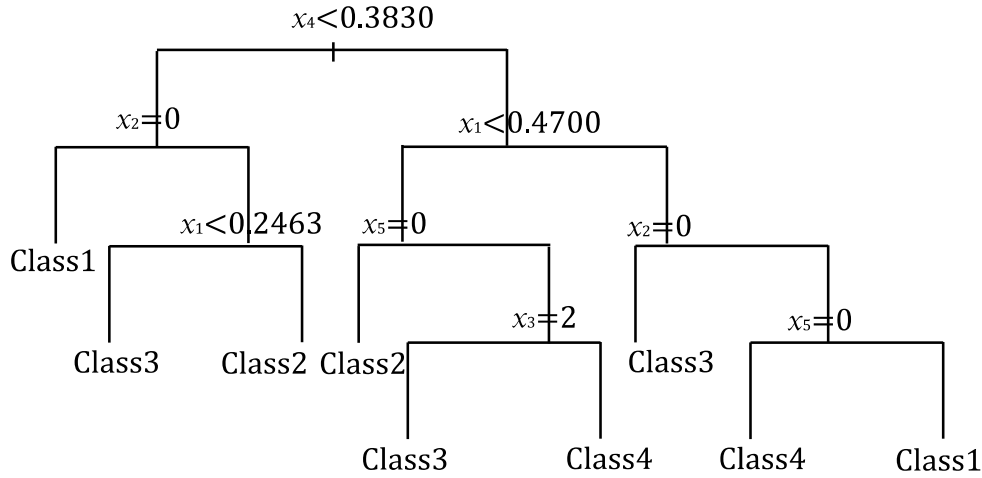 x₄<0.3830
x₂=0
x₁<0.4700
x₁<0.2463
x₅=0
x₂=0
Class1
x₃=2
x₅=0
Class3
Class2
Class2
Class3
Class3
Class4
Class4
Class1